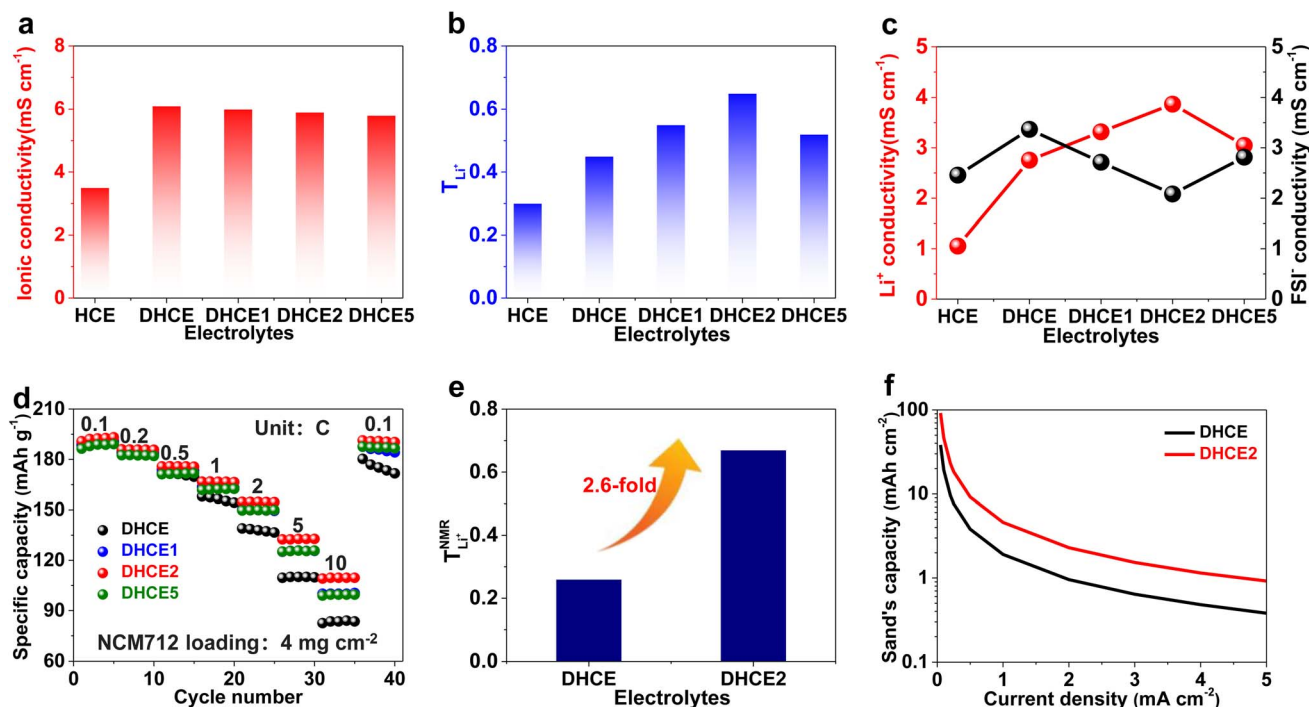 a
Ionic conductivity(mS cm⁻¹)
8
6
4
2
0
HCE DHCE DHCE1 DHCE2 DHCE5
Electrolytes
b
T Li⁺
0.8
0.6
0.4
0.2
0.0
HCE DHCE DHCE1 DHCE2 DHCE5
Electrolytes
c
Li⁺ conductivity(mS cm⁻¹)
5
4
3
2
1
0
FSI⁻ conductivity (mS cm⁻¹)
5
4
3
2
1
0
HCE DHCE DHCE1 DHCE2 DHCE5
Electrolytes
d
Specific capacity (mAh g⁻¹)
210
180
150
120
90
60
0.1
0.2
0.5
1
2
5
10
0.1
Unit: C
DHCE
DHCE1
DHCE2
DHCE5
NCM712 loading: 4 mg cm⁻²
0 10 20 30 40
Cycle number
e
T Li⁺ NMR
0.8
0.6
0.4
0.2
0.0
2.6-fold
DHCE DHCE2
Electrolytes
f
Sand's capacity (mAh cm⁻²)
100
10
1
0.1
DHCE
DHCE2
0 1 2 3 4 5
Current density (mA cm⁻²)